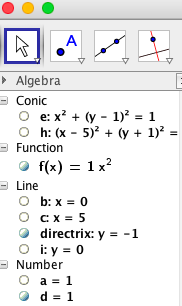 A
Algebra
Conic
e: x² + (y − 1)² = 1
h: (x − 5)² + (y + 1)² =
Function
f(x) = 1 x²
Line
b: x = 0
c: x = 5
directrix: y = −1
i: y = 0
Number
a = 1
d = 1